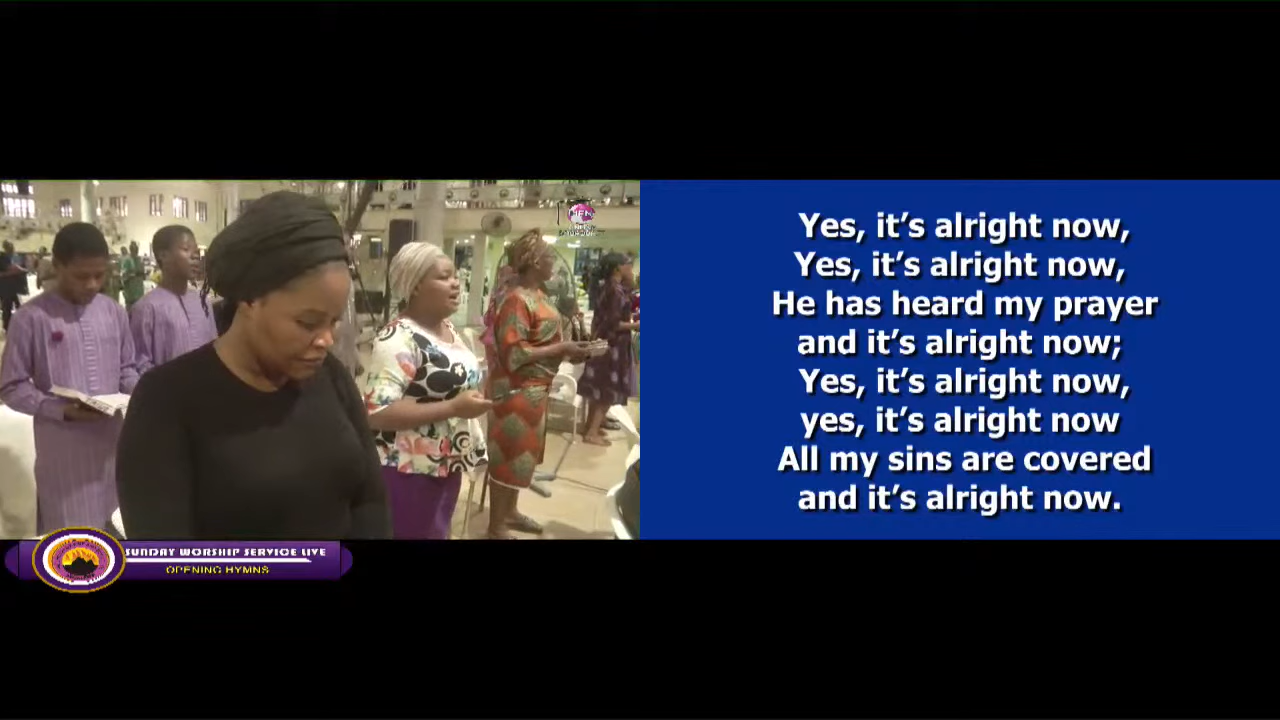 Yes, it's alright now,
Yes, it's alright now,
He has heard my prayer
and it's alright now;
Yes, it's alright now,
yes, it's alright now
All my sins are covered
and it's alright now.
SUNDAY WORSHIP SERVICE LIVE
OPENING HYMNS